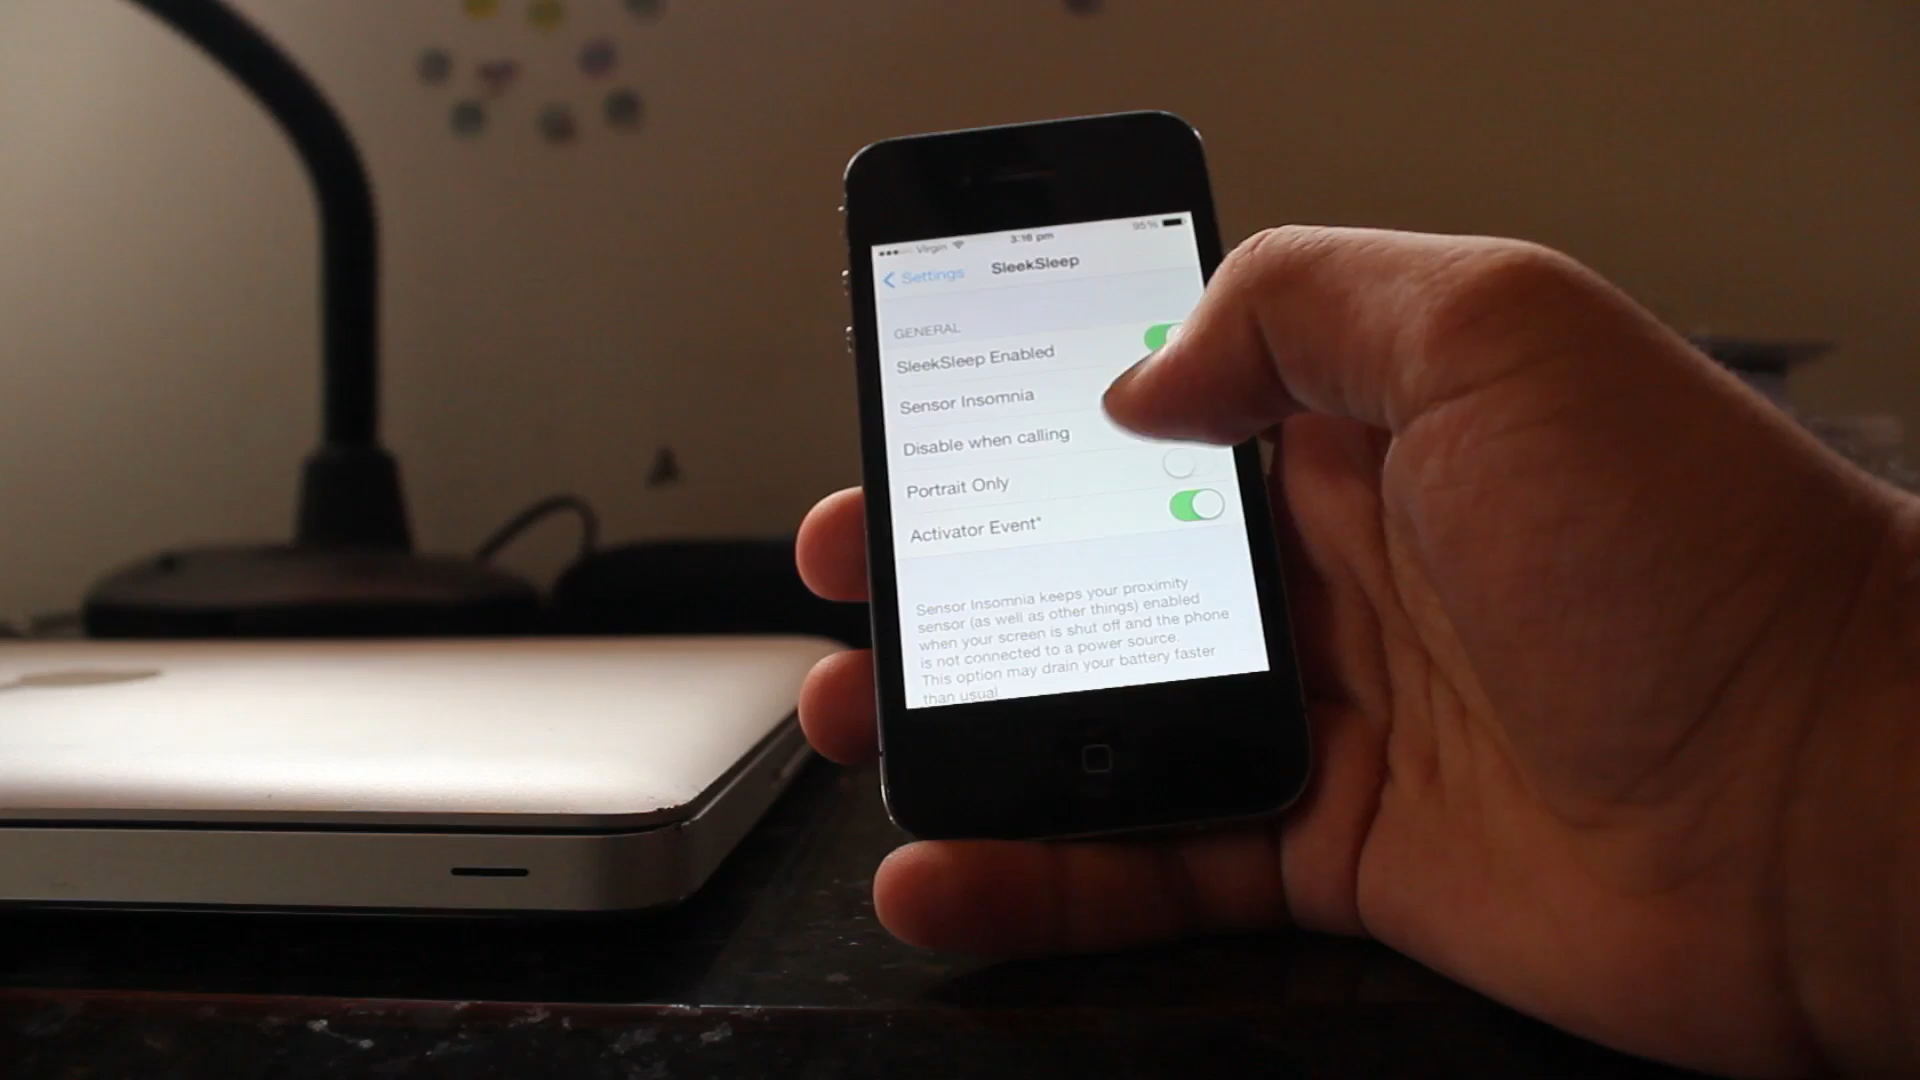 Virgin 3:16 pm 95%
Settings SleekSleep
GENERAL
SleekSleep Enabled
Sensor Insomnia
Disable when calling
Portrait Only
Activator Event*
Sensor Insomnia keeps your proximity
sensor (as well as other things) enabled
when your screen is shut off and the phone
is not connected to a power source.
This option may drain your battery faster
than usual